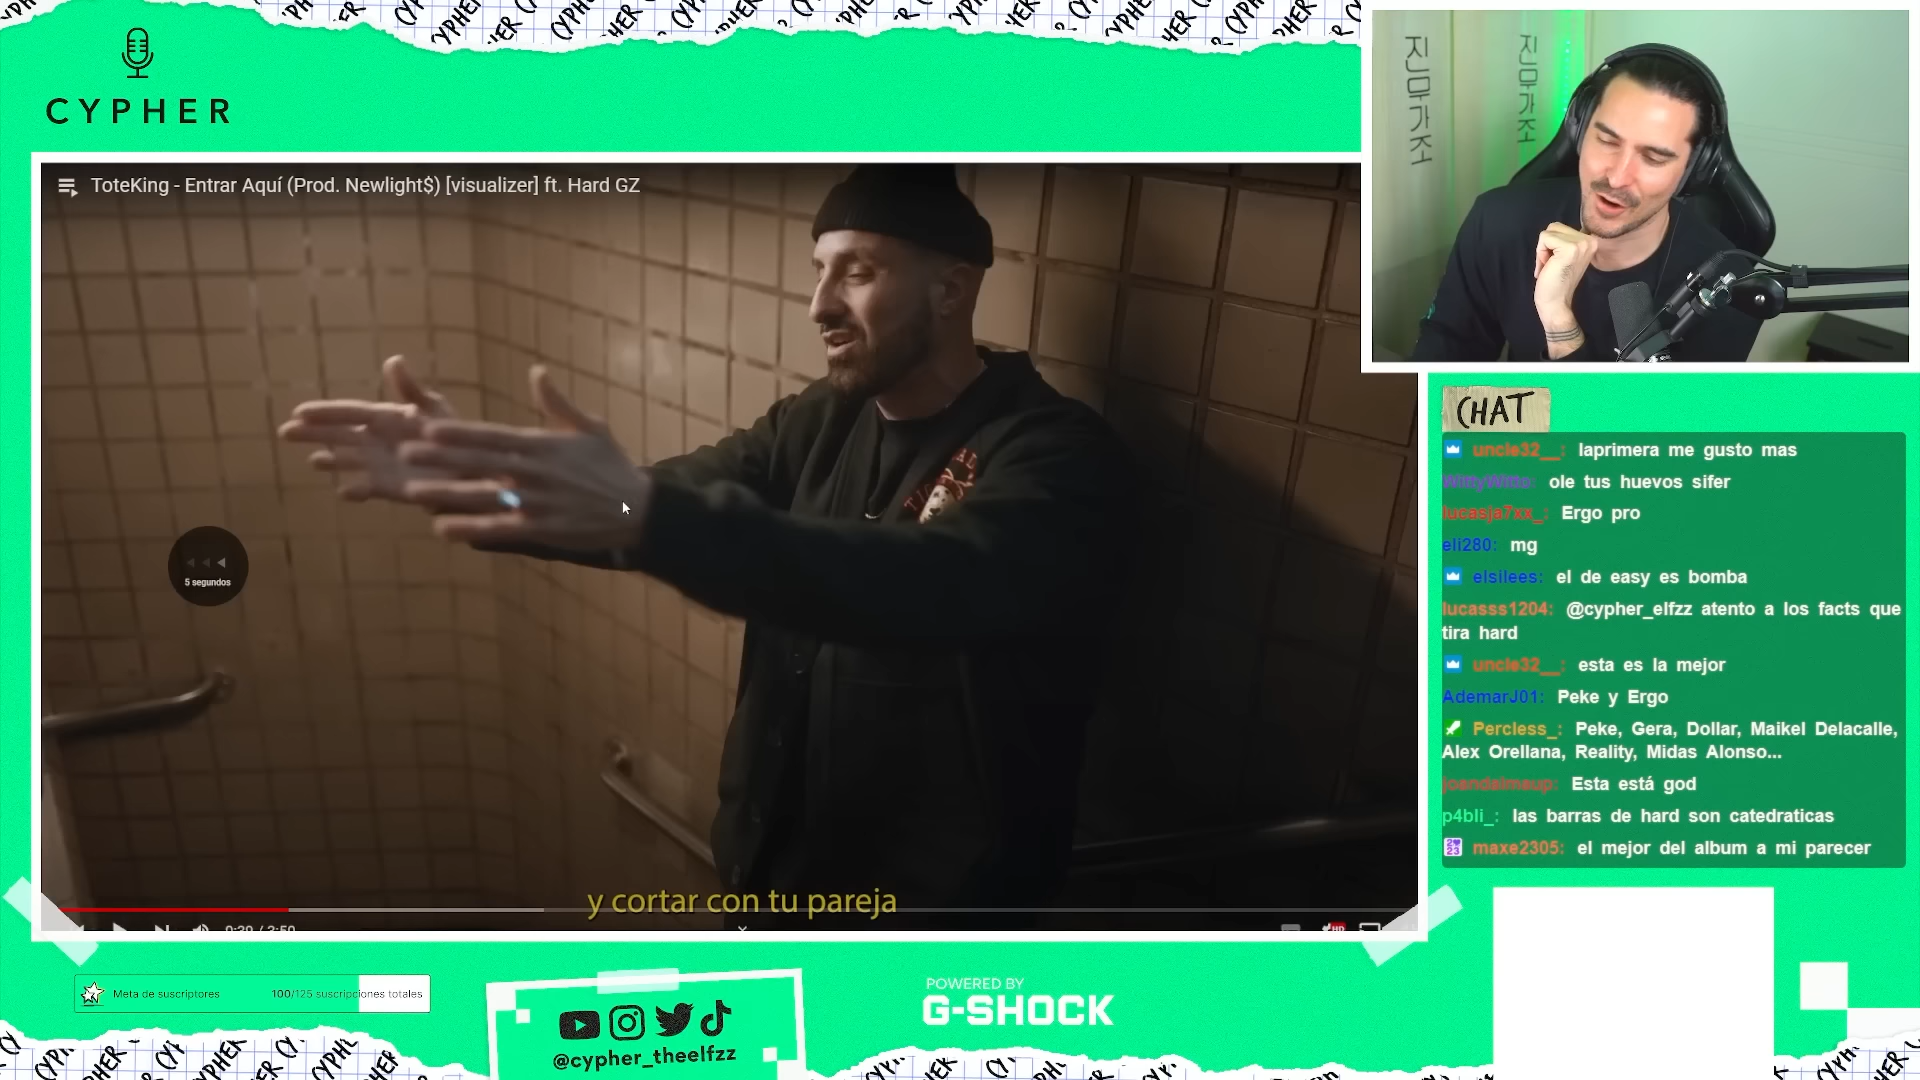 CYPHER
ToteKing - Entrar Aquí (Prod. Newlight$) [visualizer] ft. Hard GZ
5 segundos
y cortar con tu pareja
CHAT
uncle32__: laprimera me gusto mas
ole tus huevos sifer
lucasja7xx_: Ergo pro
eli280: mg
elsilees: el de easy es bomba
lucasss1204: @cypher_elfzz atento a los facts que
tira hard
uncle32__: esta es la mejor
AdemarJ01: Peke y Ergo
Percless_: Peke, Gera, Dollar, Maikel Delacalle,
Alex Orellana, Reality, Midas Alonso...
Esta está god
p4bli_: las barras de hard son catedraticas
maxe2305: el mejor del album a mi parecer
Meta de suscriptores
100/125 suscripciones totales
@cypher_theelfzz
POWERED BY
G-SHOCK